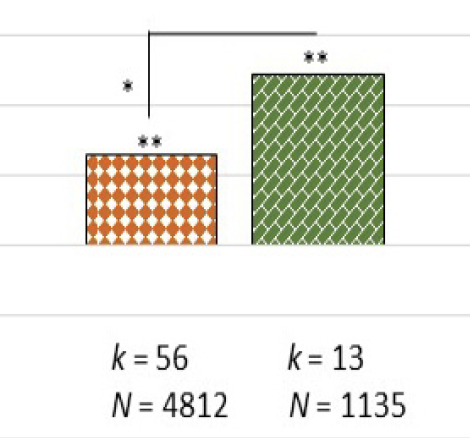 **
*
**
k = 56 k = 13
N = 4812 N = 1135